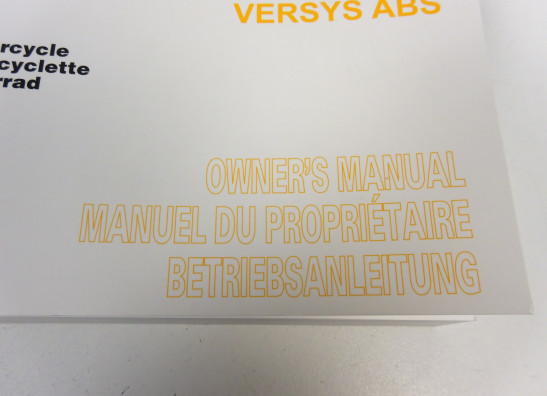 VERSYS ABS
rcycle
cyclette
rrad
OWNER'S MANUAL
MANUEL DU PROPRIÉTAIRE
BETRIEBSANLEITUNG